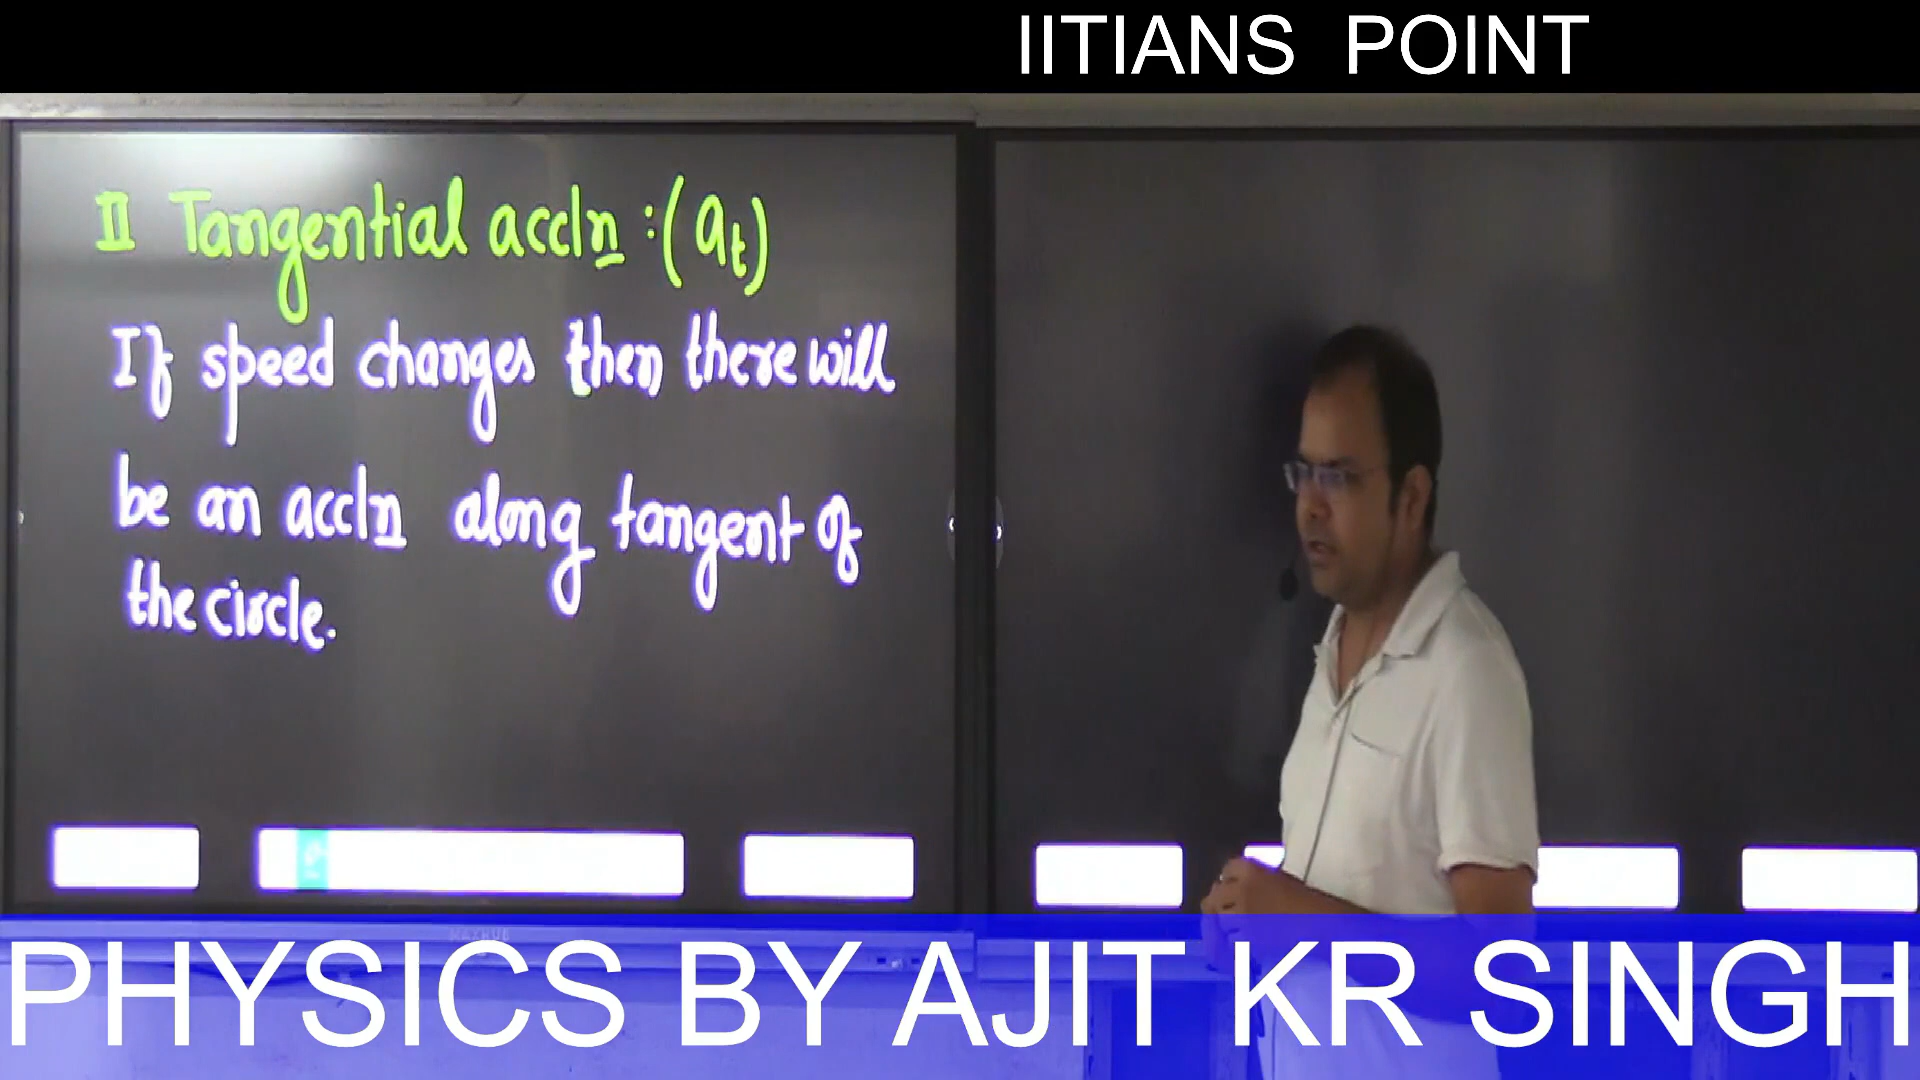 IITIANS POINT
II Tangential accln :- (at)
If speed changes then there will
be an accln along tangent of
the circle.
PHYSICS BY AJIT KR SINGH